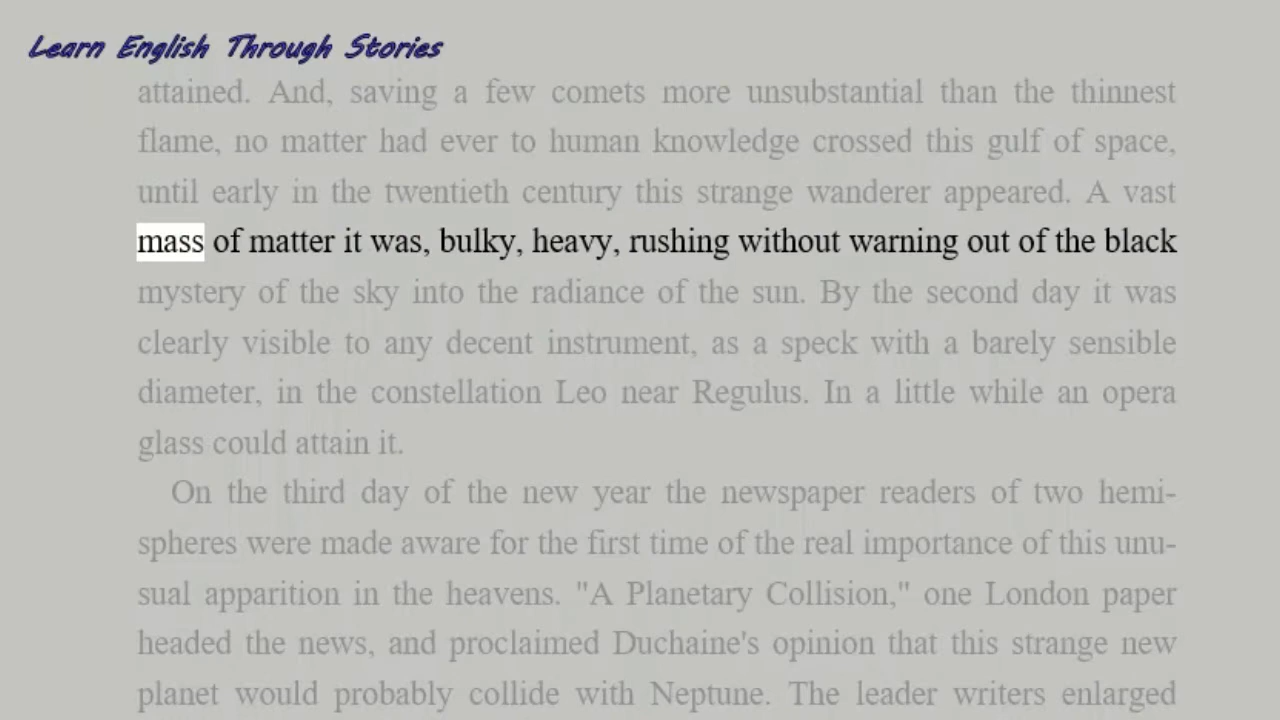 Learn English Through Stories
attained. And, saving a few comets more unsubstantial than the thinnest
flame, no matter had ever to human knowledge crossed this gulf of space,
until early in the twentieth century this strange wanderer appeared. A vast
mass of matter it was, bulky, heavy, rushing without warning out of the black
mystery of the sky into the radiance of the sun. By the second day it was
clearly visible to any decent instrument, as a speck with a barely sensible
diameter, in the constellation Leo near Regulus. In a little while an opera
glass could attain it.
On the third day of the new year the newspaper readers of two hemi-
spheres were made aware for the first time of the real importance of this unu-
sual apparition in the heavens. "A Planetary Collision," one London paper
headed the news, and proclaimed Duchaine's opinion that this strange new
planet would probably collide with Neptune. The leader writers enlarged